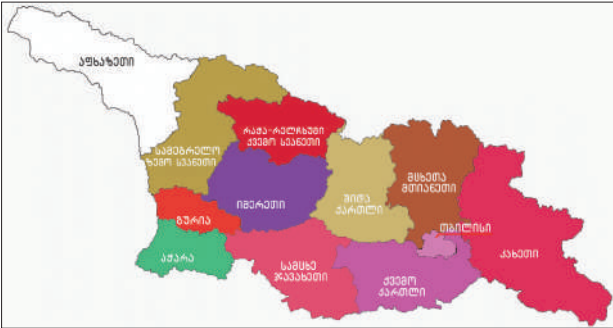 აფხაზეთი
სამეგრელო
ზემო სვანეთი
რაჭა-ლეჩხუმი
ქვემო სვანეთი
იმერეთი
შიდა
ქართლი
მცხეთა
მთიანეთი
თბილისი
კახეთი
გურია
აჭარა
სამცხე
ჯავახეთი
ქვემო
ქართლი